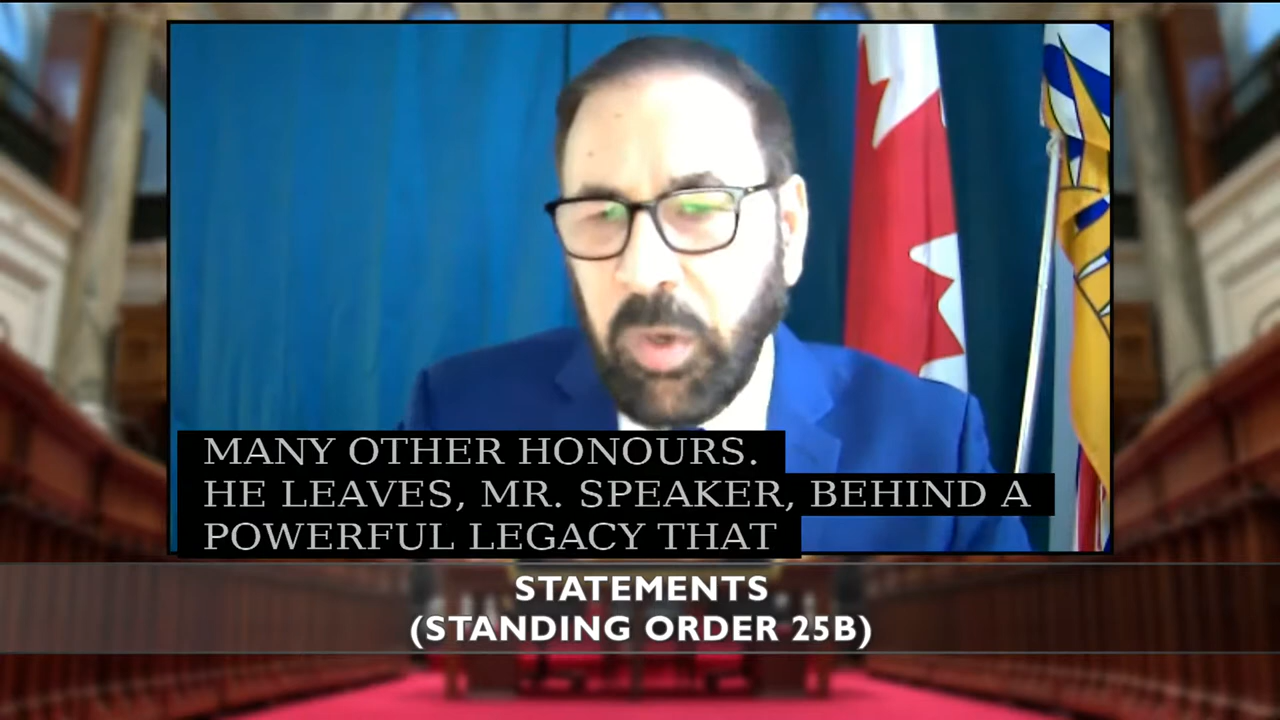 MANY OTHER HONOURS.
HE LEAVES, MR. SPEAKER, BEHIND A
POWERFUL LEGACY THAT
STATEMENTS
(STANDING ORDER 25B)